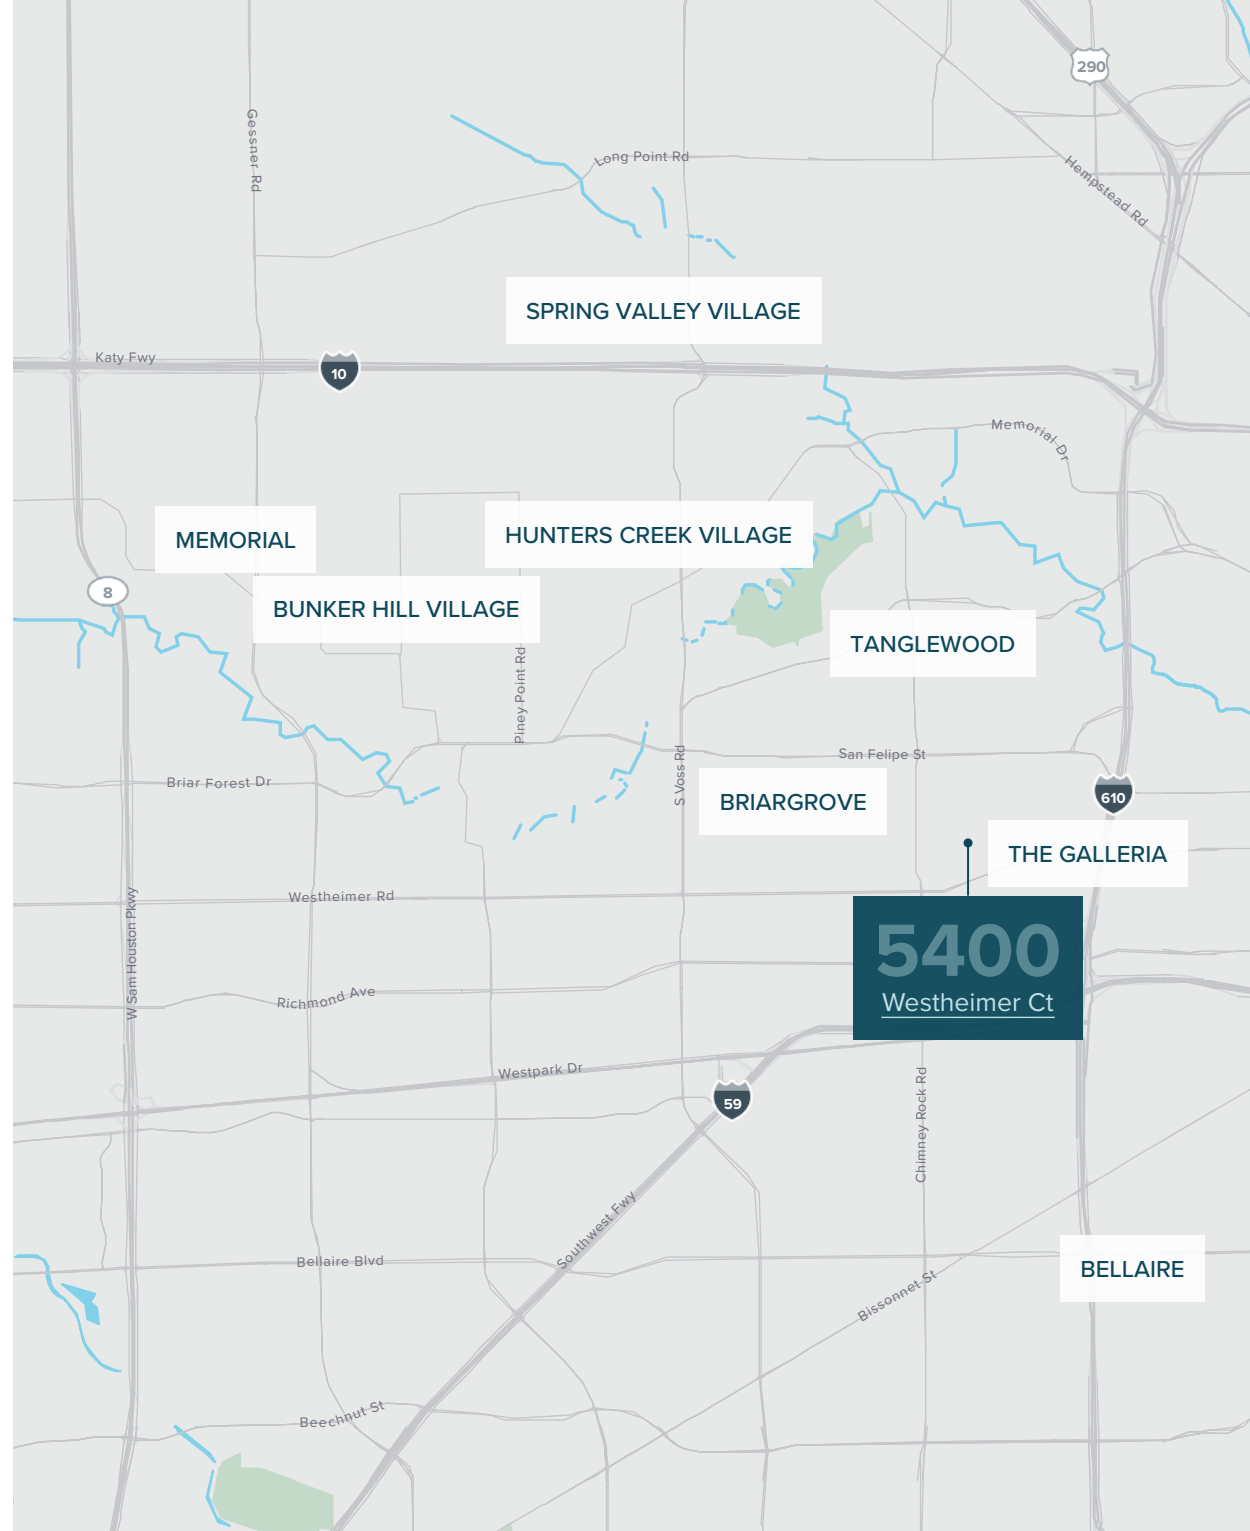 290
Gessner Rd
Long Point Rd
Hempstead Rd
SPRING VALLEY VILLAGE
Katy Fwy
10
Memorial Dr
MEMORIAL
HUNTERS CREEK VILLAGE
8
BUNKER HILL VILLAGE
TANGLEWOOD
Piney Point Rd
San Felipe St
S Voss Rd
Briar Forest Dr
BRIARGROVE
610
THE GALLERIA
Westheimer Rd
W Sam Houston Pkwy
5400
Westheimer Ct
Richmond Ave
Westpark Dr
59
Chimney Rock Rd
Southwest Fwy
Bellaire Blvd
BELLAIRE
Bissonnet St
Beechnut St